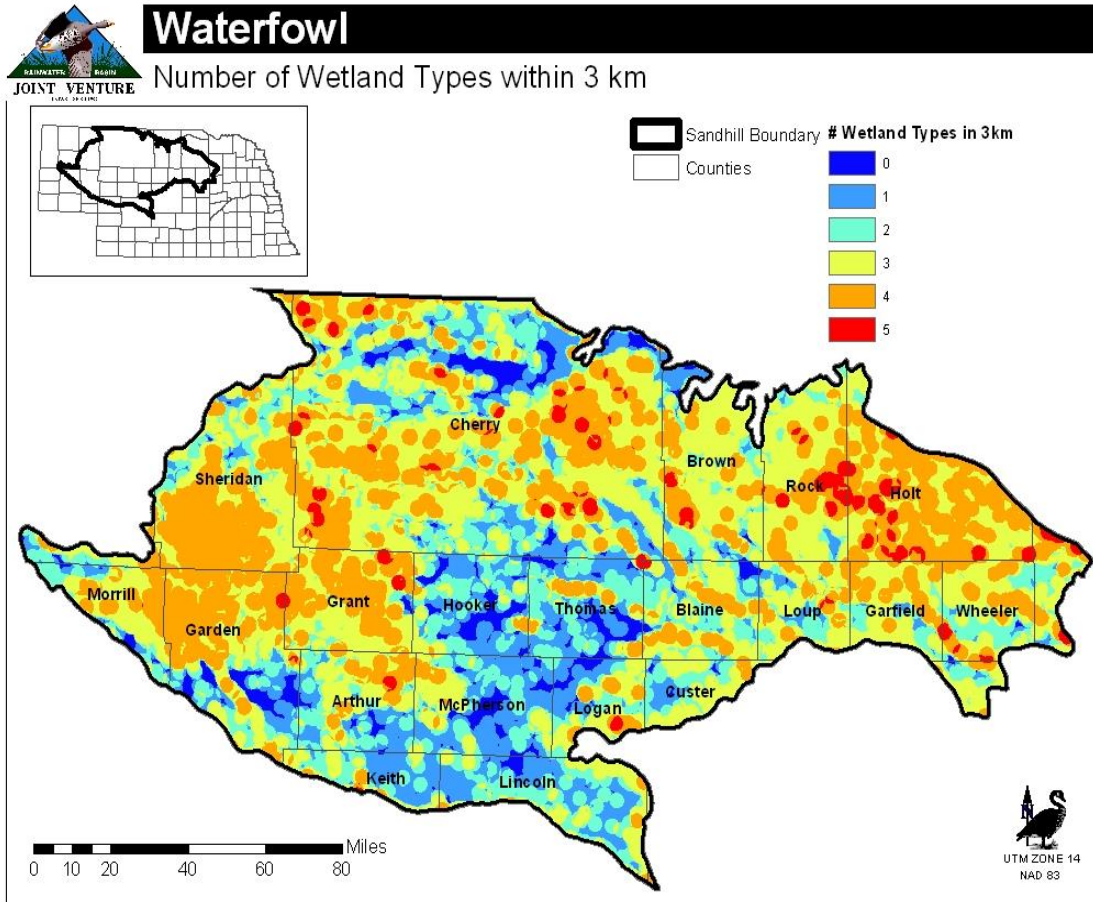 Waterfowl
Number of Wetland Types within 3 km
RAINWATER BASIN
JOINT VENTURE
Sandhill Boundary
Counties
# Wetland Types in 3km
0
1
2
3
4
5
Cherry
Brown
Sheridan
Rock
Holt
Morrill
Grant
Hooker
Thomas
Blaine
Loup
Garfield
Wheeler
Garden
Arthur
McPherson
Logan
Custer
Keith
Lincoln
Miles
0 10 20 40 60 80
N
UTM ZONE 14
NAD 83